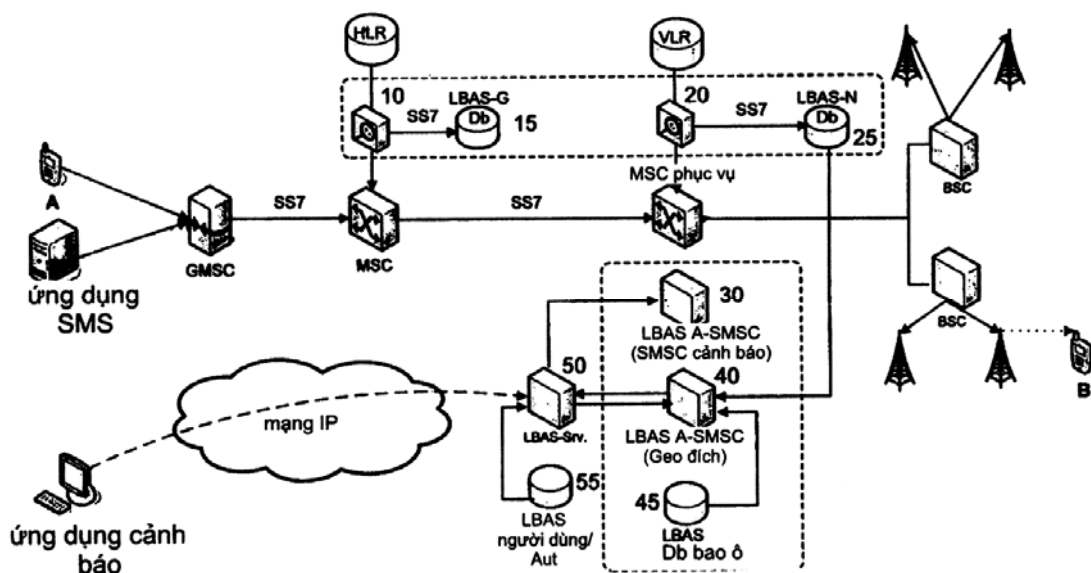 HLR
VLR
10
LBAS-G
SS7
Db
15
20
SS7
LBAS-N
Db
25
MSC phục vụ
A
SS7
SS7
GMSC
MSC
BSC
ứng dụng
SMS
30
LBAS A-SMSC
(SMSC cảnh báo)
BSC
B
50
40
mạng IP
LBAS-Srv.
LBAS A-SMSC
(Geo đích)
55
45
LBAS
người dùng/
Aut
LBAS
Db bao ô
ứng dụng cảnh
báo